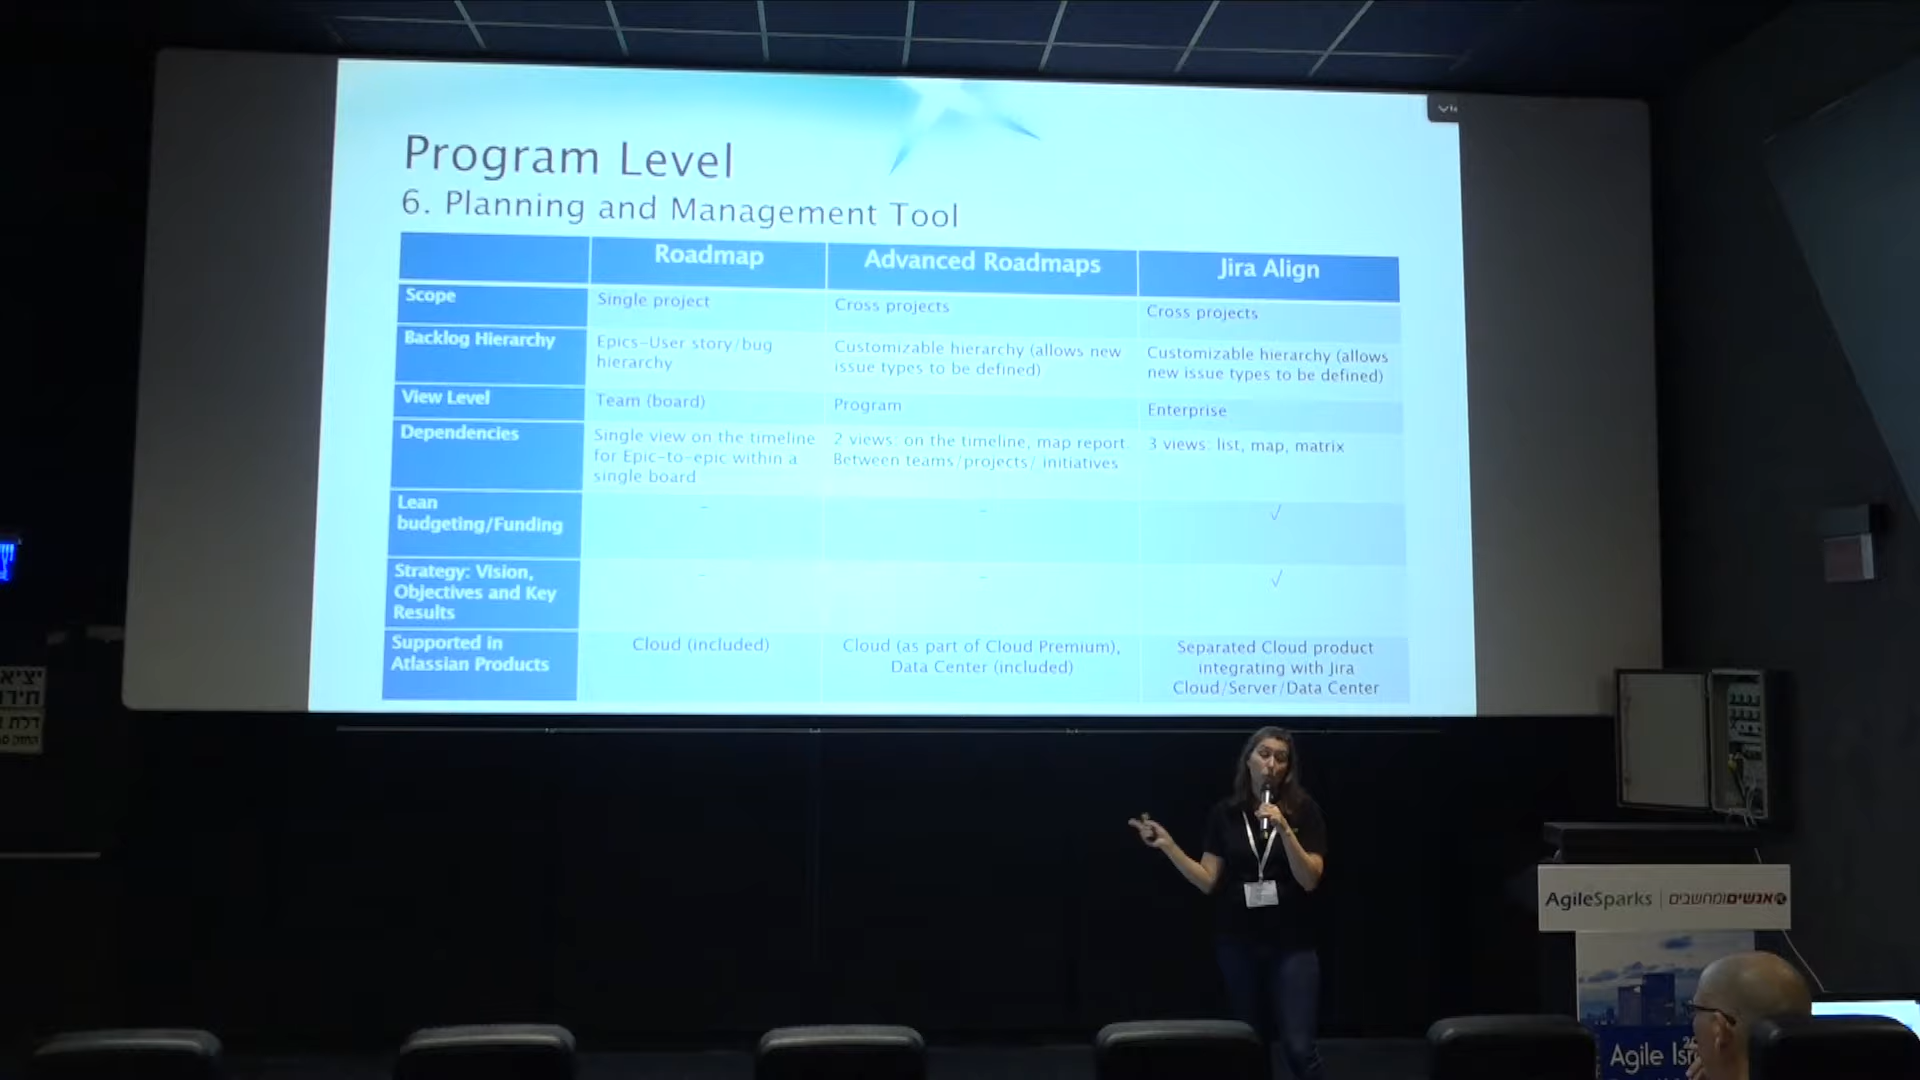 Program Level
6. Planning and Management Tool
Roadmap
Advanced Roadmaps
Jira Align
Scope
Single project
Cross projects
Cross projects
Backlog Hierarchy
Epics-User story/bug
hierarchy
Customizable hierarchy (allows new
issue types to be defined)
Customizable hierarchy (allows
new issue types to be defined)
View Level
Team (board)
Program
Enterprise
Dependencies
Single view on the timeline
for Epic-to-epic within a
single board
2 views: on the timeline, map report.
Between teams/projects/ initiatives
3 views: list, map, matrix
Lean
budgeting/Funding
-
-
√
Strategy: Vision,
Objectives and Key
Results
-
-
√
Supported in
Atlassian Products
Cloud (included)
Cloud (as part of Cloud Premium),
Data Center (included)
Separated Cloud product
integrating with Jira
Cloud/Server/Data Center
AgileSparks | אנשיםומחשבים
Agile